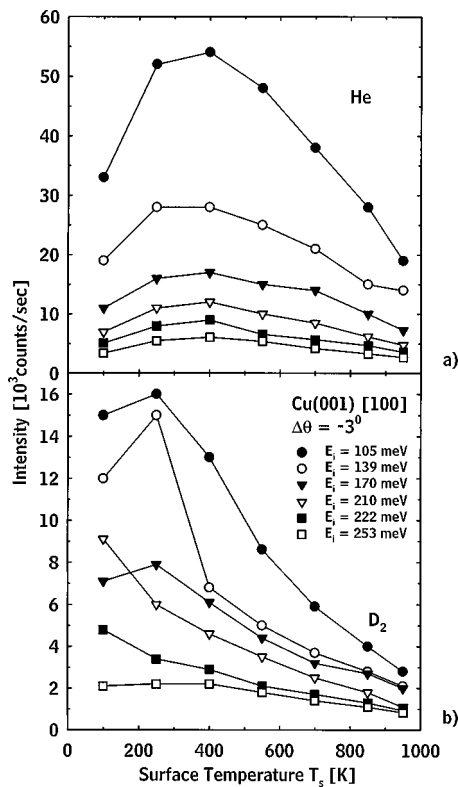 60
50
40
30
20
10
0
He
a)
Intensity [10³counts/sec]
16
14
12
10
8
6
4
2
0
Cu(001) [100]
Δθ = -3⁰
Eᵢ = 105 meV
Eᵢ = 139 meV
Eᵢ = 170 meV
Eᵢ = 210 meV
Eᵢ = 222 meV
Eᵢ = 253 meV
D₂
b)
0 200 400 600 800 1000
Surface Temperature Tₛ [K]